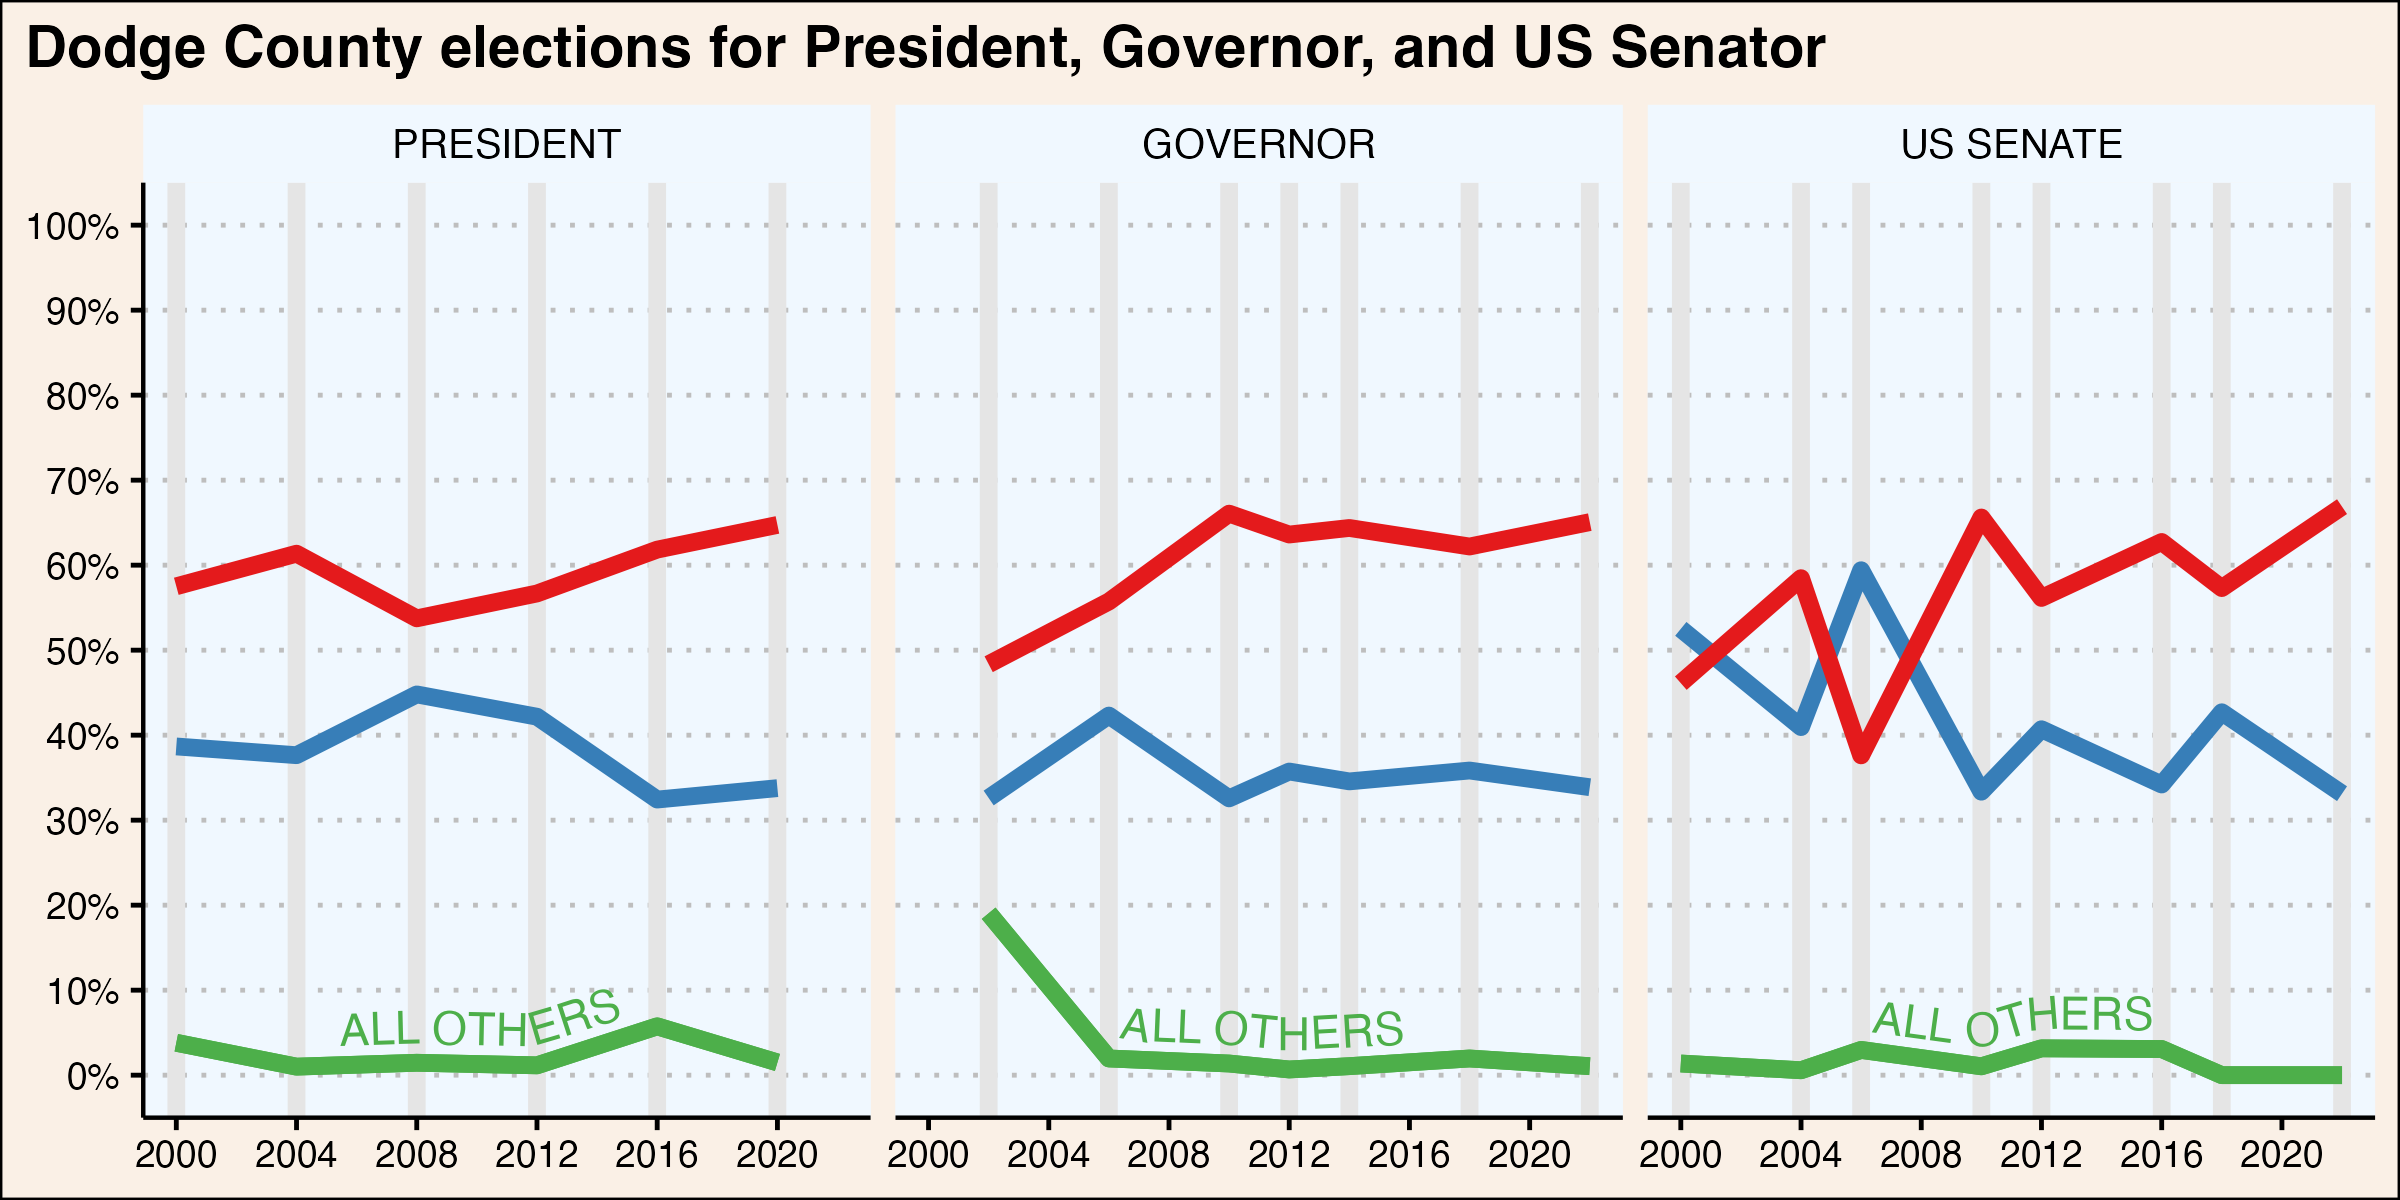 Dodge County elections for President, Governor, and US Senator
PRESIDENT
GOVERNOR
US SENATE
100%
90%
80%
70%
60%
50%
40%
30%
20%
10%
0%
ALL OTHERS
ALL OTHERS
ALL OTHERS
2000 2004 2008 2012 2016 2020
2000 2004 2008 2012 2016 2020
2000 2004 2008 2012 2016 2020